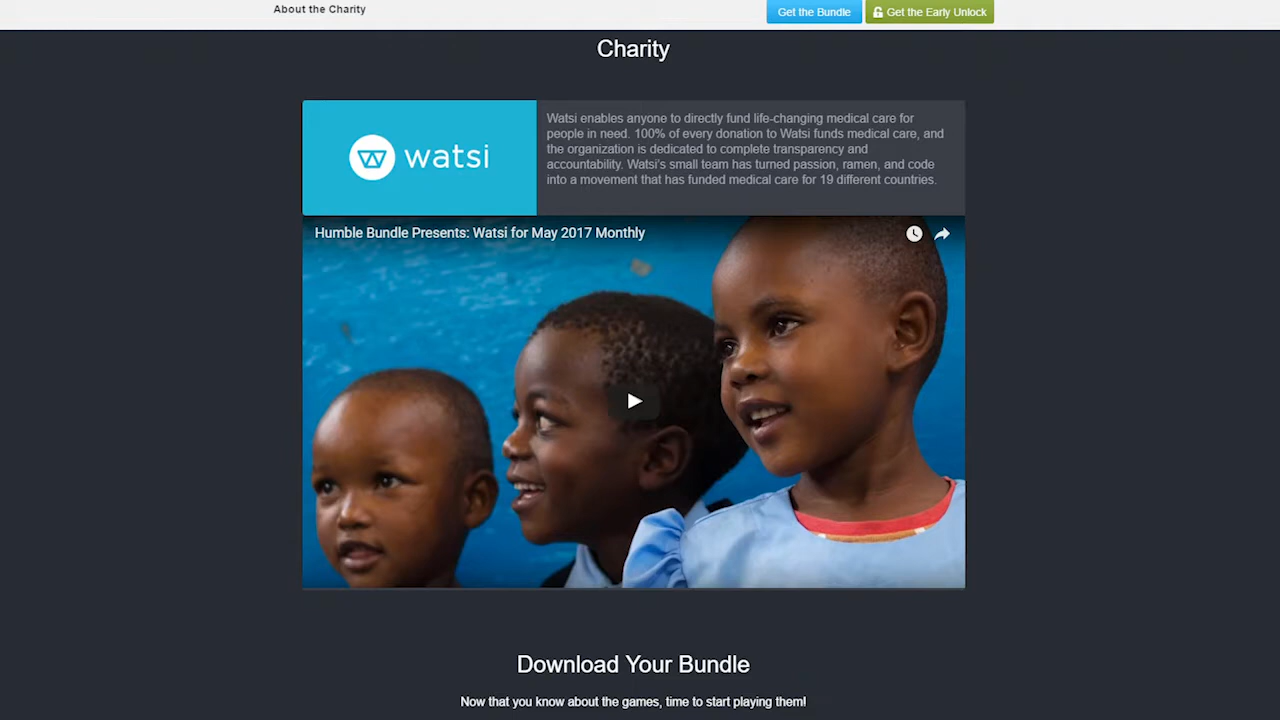 About the Charity
Get the Bundle
Get the Early Unlock
Charity
watsi
Watsi enables anyone to directly fund life-changing medical care for
people in need. 100% of every donation to Watsi funds medical care, and
the organization is dedicated to complete transparency and
accountability. Watsi's small team has turned passion, ramen, and code
into a movement that has funded medical care for 19 different countries.
Humble Bundle Presents: Watsi for May 2017 Monthly
Download Your Bundle
Now that you know about the games, time to start playing them!